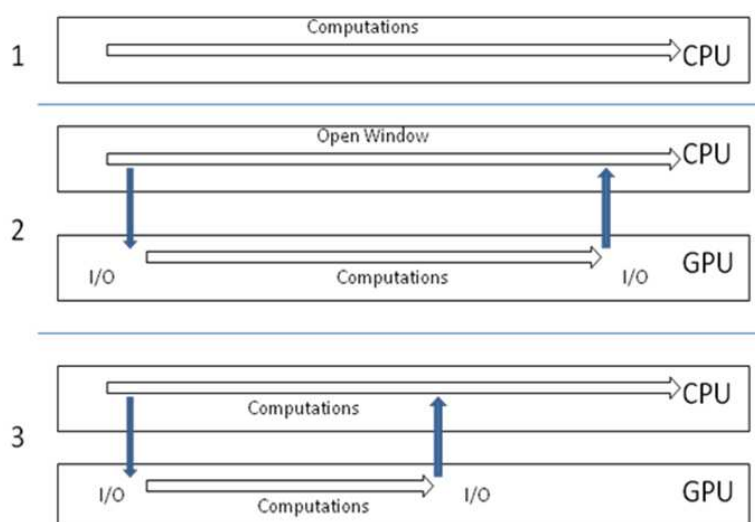 Computations
1
CPU
Open Window
CPU
2
I/O
Computations
I/O
GPU
CPU
Computations
3
I/O
I/O
GPU
Computations